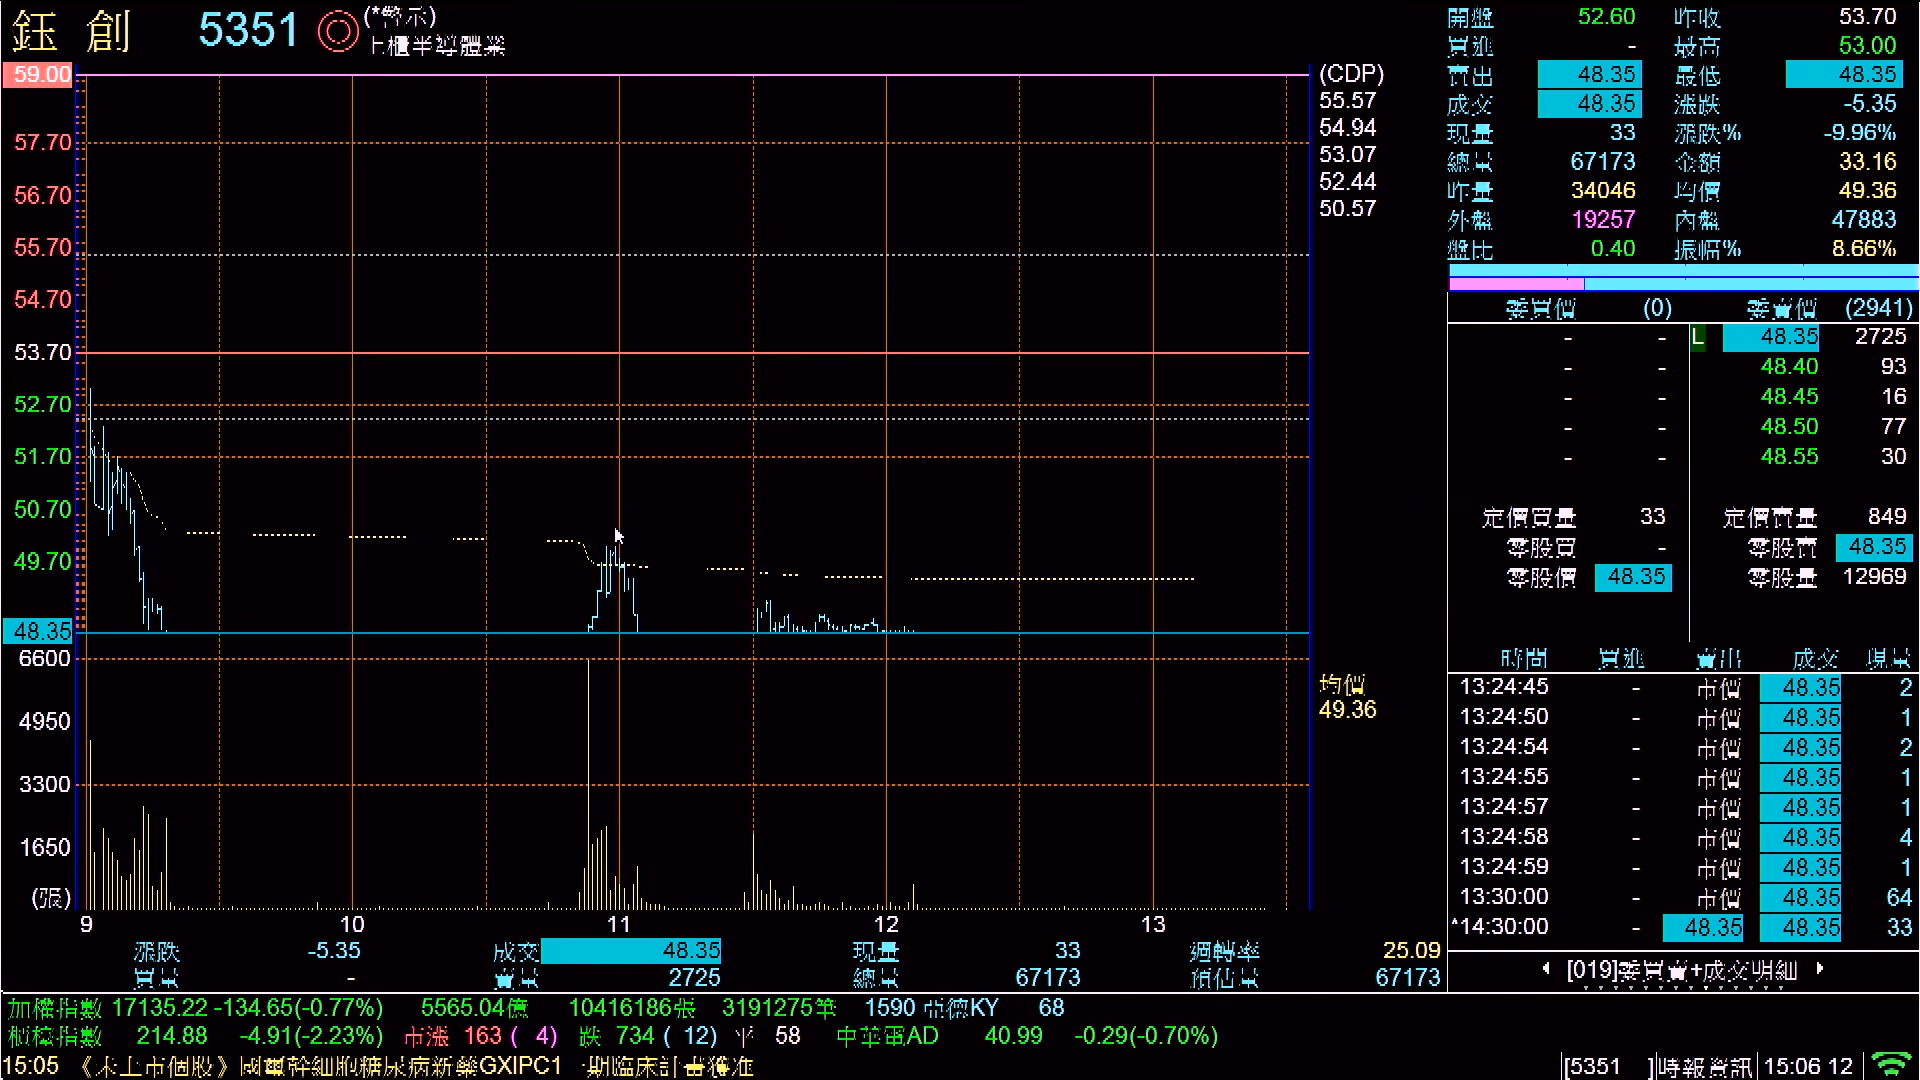 鈺創 5351 ◎ (*警示)
上櫃半導體業
59.00
57.70
56.70
55.70
54.70
53.70
52.70
51.70
50.70
49.70
48.35
6600
4950
3300
1650
(張)
9 10 11 12 13
(CDP)
55.57
54.94
53.07
52.44
50.57
均價
49.36
開盤 52.60 昨收 53.70
買進 - 最高 53.00
賣出 48.35 最低 48.35
成交 48.35 漲跌 -5.35
現量 33 漲跌% -9.96%
總量 67173 金額 33.16
昨量 34046 均價 49.36
外盤 19257 內盤 47883
盤比 0.40 振幅% 8.66%
委買價 (0) 委賣價 (2941)
- - L 48.35 2725
- - 48.40 93
- - 48.45 16
- - 48.50 77
- - 48.55 30
定價買量 33 定價賣量 849
零股買 - 零股賣 48.35
零股價 48.35 零股量 12969
時間 買進 賣出 成交 現量
13:24:45 - 市價 48.35 2
13:24:50 - 市價 48.35 1
13:24:54 - 市價 48.35 2
13:24:55 - 市價 48.35 1
13:24:57 - 市價 48.35 1
13:24:58 - 市價 48.35 4
13:24:59 - 市價 48.35 1
13:30:00 - 市價 48.35 64
*14:30:00 - 48.35 48.35 33
[019]委買賣+成交明細
漲跌 -5.35 成交 48.35 現量 33 週轉率 25.09
買量 - 賣量 2725 總量 67173 預估量 67173
加權指數 17135.22 -134.65(-0.77%) 5565.04億 10416186張 3191275筆 1590 亞德KY 68
櫃檯指數 214.88 -4.91(-2.23%) 市漲 163 ( 4) 跌 734 ( 12) 平 58 中華電AD 40.99 -0.29(-0.70%)
15:05 《未上市個股》國璽幹細胞糖尿病新藥GXIPC1 一期臨床計畫獲准
[5351 ]時報資訊 15:06 12